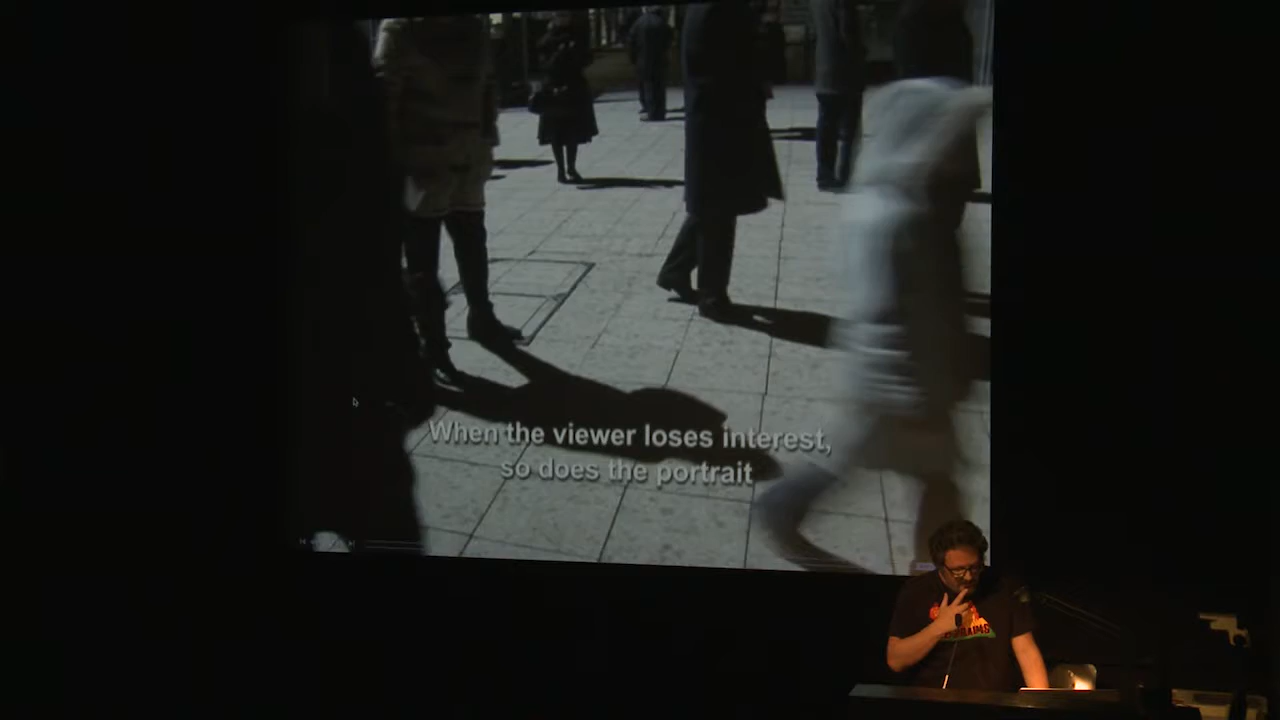 When the viewer loses interest,
so does the portrait